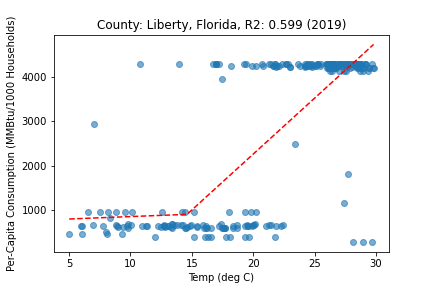 County: Liberty, Florida, R2: 0.599 (2019)
Per-Capita Consumption (MMBtu/1000 Households)
4000
3000
2000
1000
5 10 15 20 25 30
Temp (deg C)